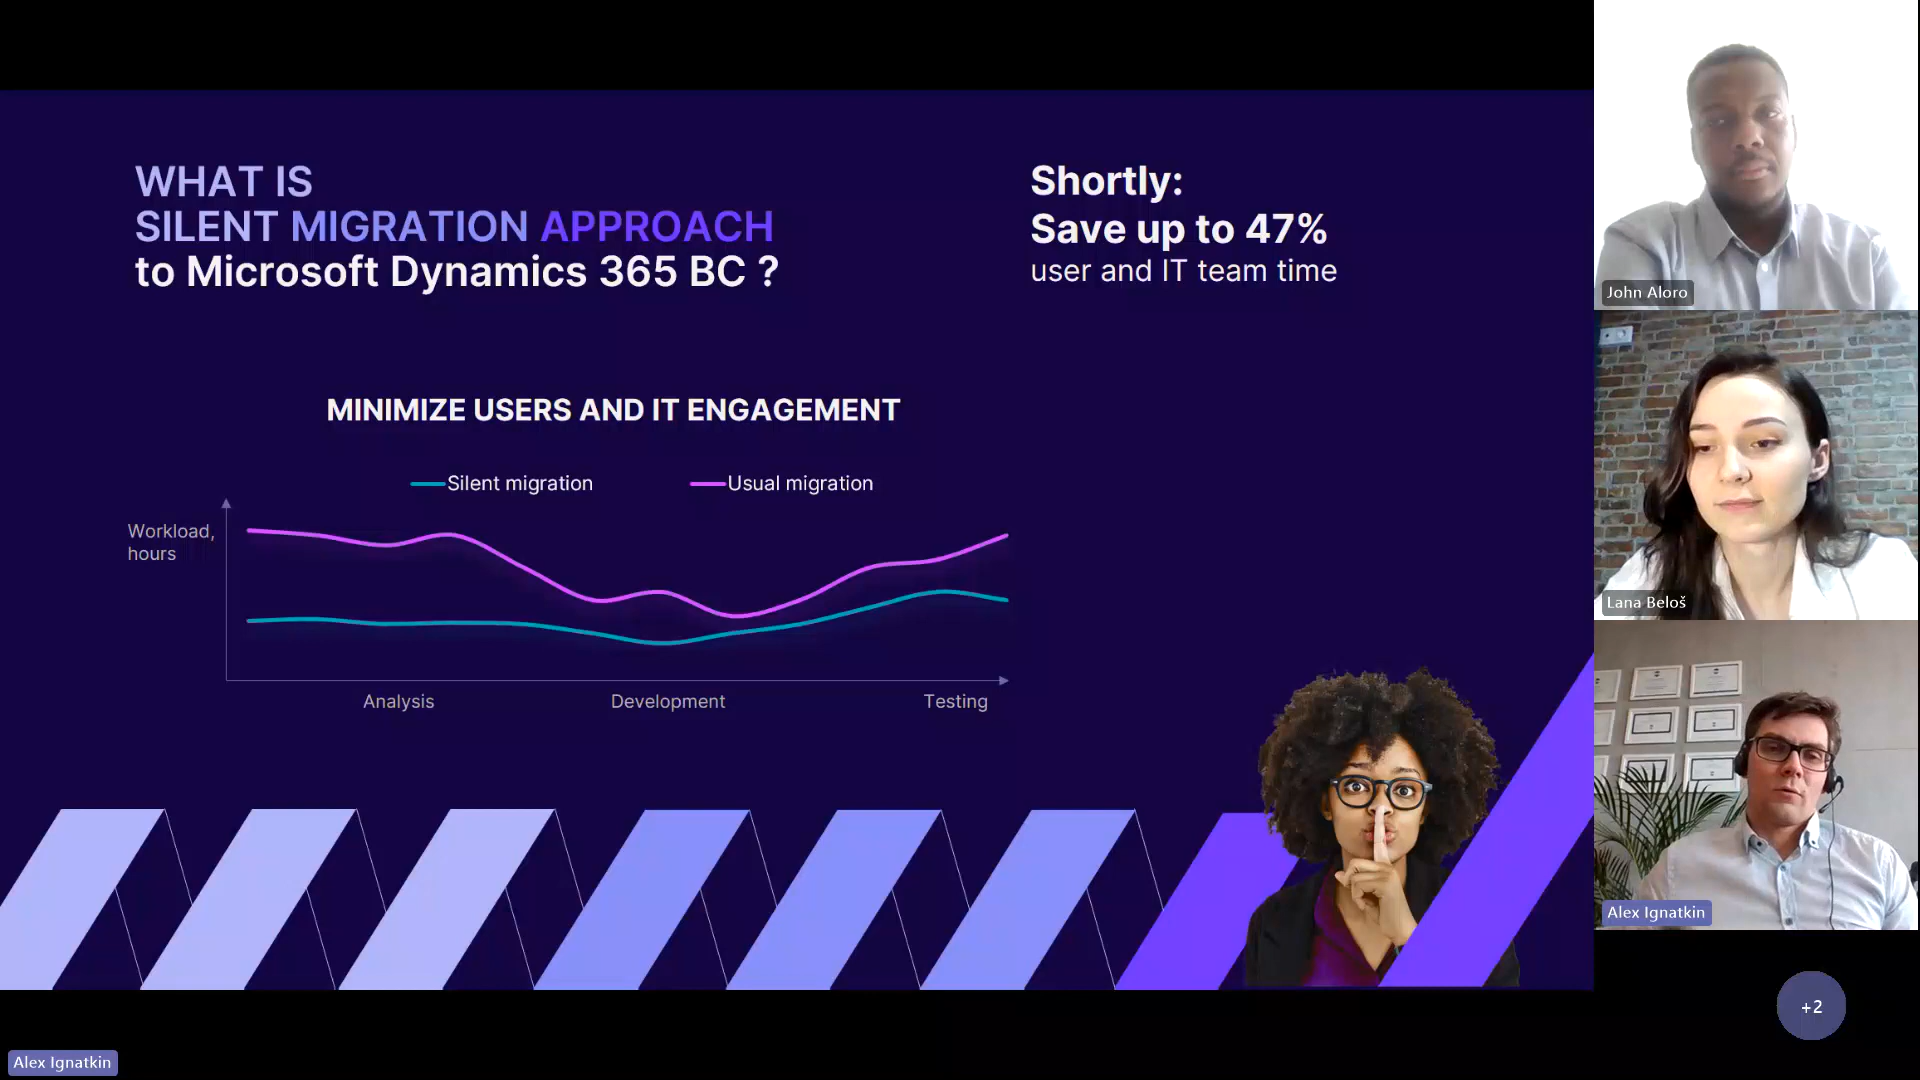 WHAT IS
SILENT MIGRATION APPROACH
to Microsoft Dynamics 365 BC ?
Shortly:
Save up to 47%
user and IT team time
MINIMIZE USERS AND IT ENGAGEMENT
Silent migration
Usual migration
Workload,
hours
Analysis
Development
Testing
John Aloro
Lana Beloš
Alex Ignatkin
+2
Alex Ignatkin